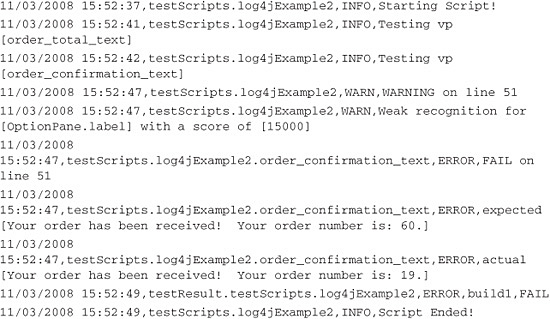 11/03/2008 15:52:37,testScripts.log4jExample2,INFO,Starting Script!
11/03/2008 15:52:41,testScripts.log4jExample2,INFO,Testing vp
[order_total_text]
11/03/2008 15:52:42,testScripts.log4jExample2,INFO,Testing vp
[order_confirmation_text]
11/03/2008 15:52:47,testScripts.log4jExample2,WARN,WARNING on line 51
11/03/2008 15:52:47,testScripts.log4jExample2,WARN,Weak recognition for
[OptionPane.label] with a score of [15000]
11/03/2008
15:52:47,testScripts.log4jExample2.order_confirmation_text,ERROR,FAIL on
line 51
11/03/2008
15:52:47,testScripts.log4jExample2.order_confirmation_text,ERROR,expected
[Your order has been received!  Your order number is: 60.]
11/03/2008
15:52:47,testScripts.log4jExample2.order_confirmation_text,ERROR,actual
[Your order has been received!  Your order number is: 19.]
11/03/2008 15:52:49,testResult.testScripts.log4jExample2,ERROR,build1,FAIL
11/03/2008 15:52:49,testScripts.log4jExample2,INFO,Script Ended!